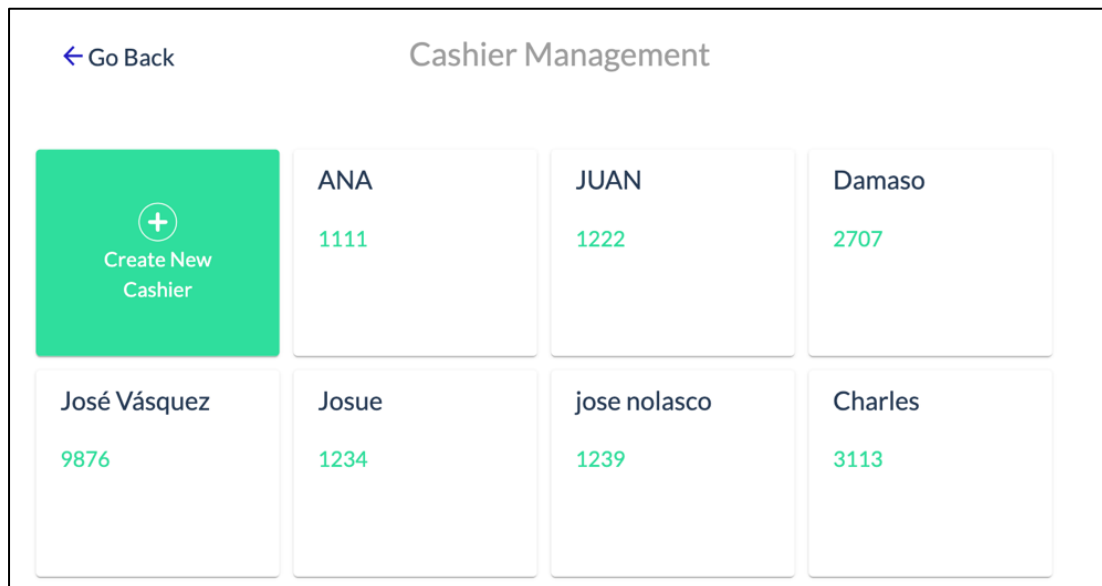 Go Back
Cashier Management
Create New
Cashier
ANA
1111
JUAN
1222
Damaso
2707
José Vásquez
9876
Josue
1234
jose nolasco
1239
Charles
3113